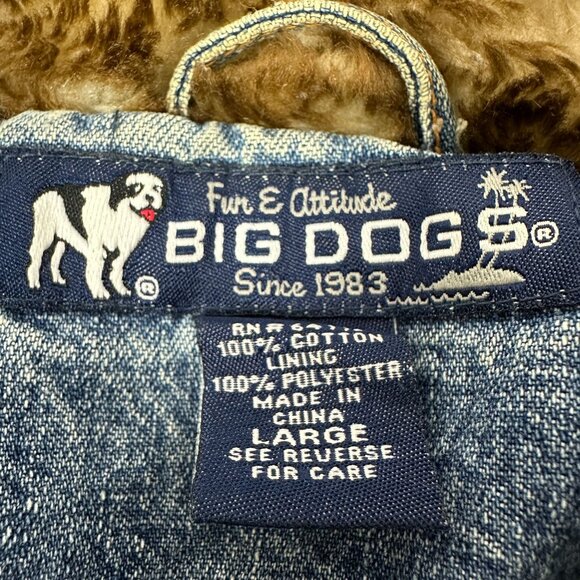 Fun & Attitude
BIG DOGS®
Since 1983
®
RN#
100% COTTON
LINING
100% POLYESTER
MADE IN
CHINA
LARGE
SEE REVERSE
FOR CARE